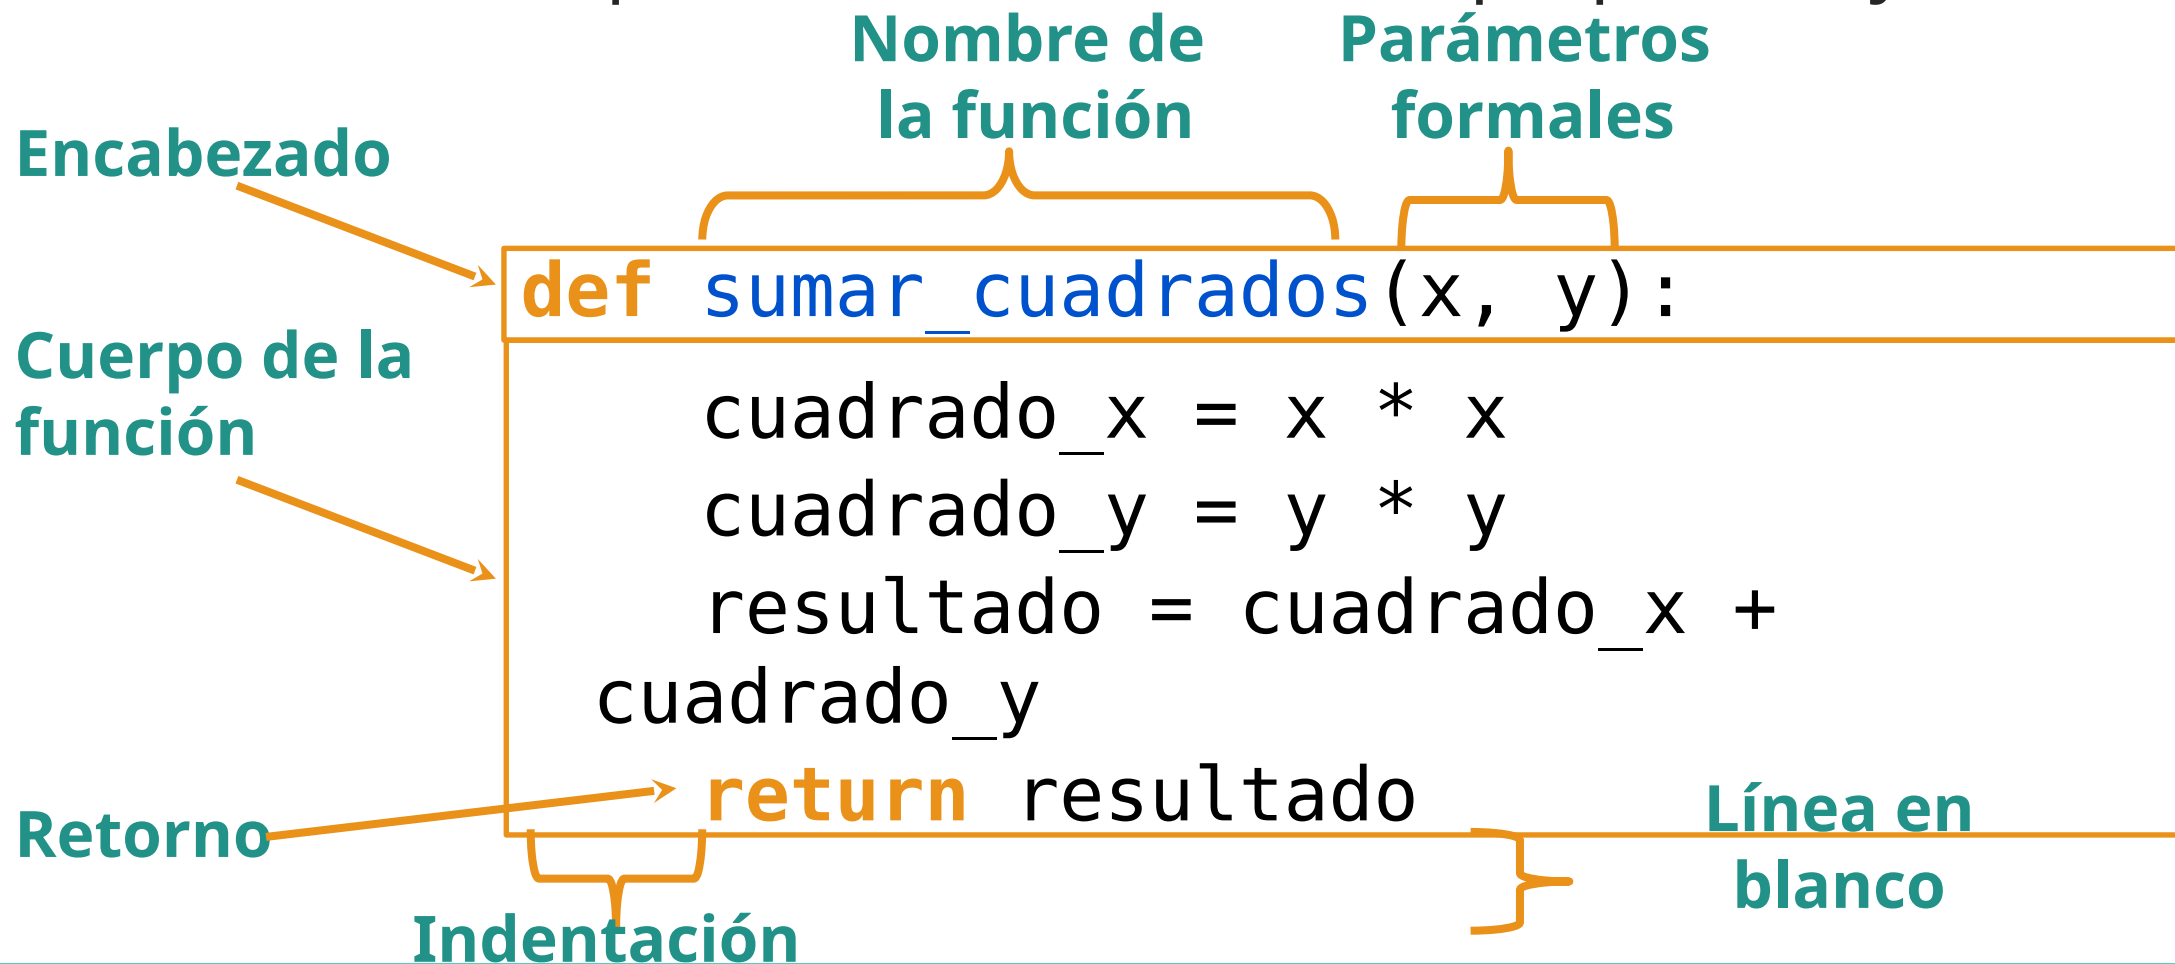 Nombre de
la función
Parámetros
formales
Encabezado
def sumar_cuadrados(x, y):
Cuerpo de la
función
cuadrado_x = x * x
cuadrado_y = y * y
resultado = cuadrado_x +
cuadrado_y
return resultado
Retorno
Línea en
blanco
Indentación